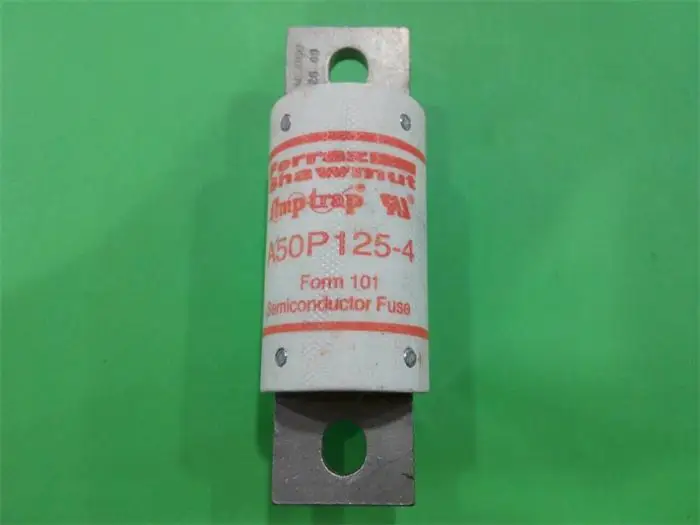 Ferraz
Shawmut
Amp-trap®
A50P125-4
Form 101
Semiconductor Fuse